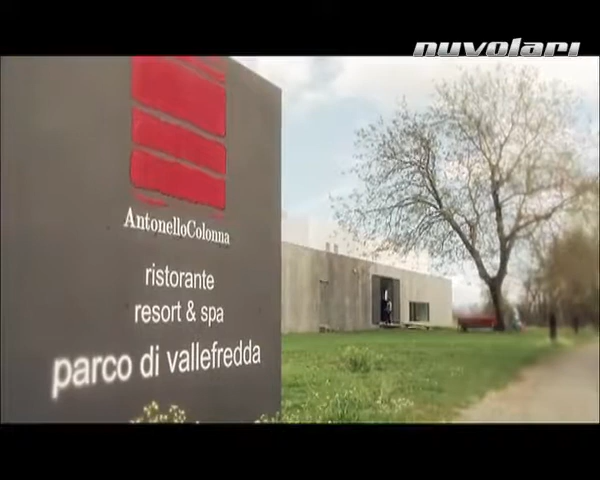 nuvolari
AntonelloColonna
ristorante
resort & spa
parco di vallefredda